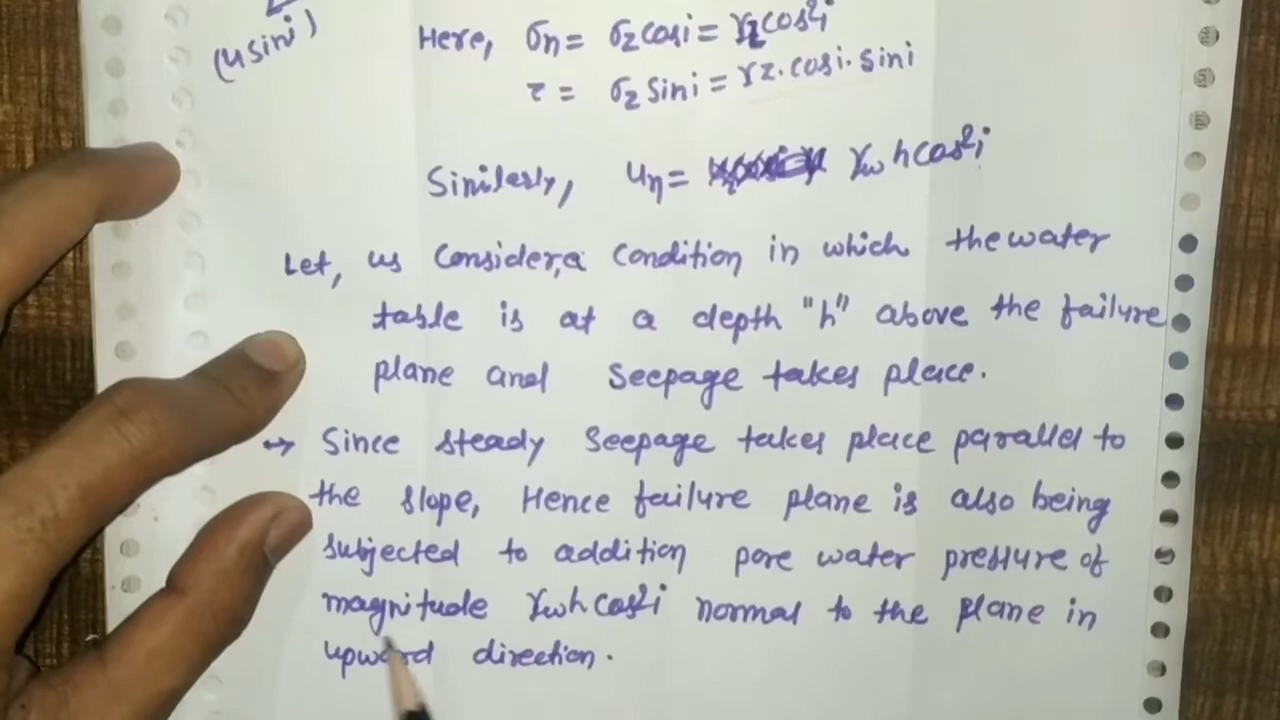 (u sini)
Here, σn = σz cosi = γz cos²i
τ = σz sini = γz. cosi. sini
Similarly, un = γw h cos²i
Let, us consider, a condition in which the water
table is at a depth "h" above the failure
plane and seepage takes place.
↔ Since steady seepage takes place parallel to
the slope, Hence failure plane is also being
subjected to addition pore water pressure of
magnitude γwh cos²i normal to the plane in
upward direction.